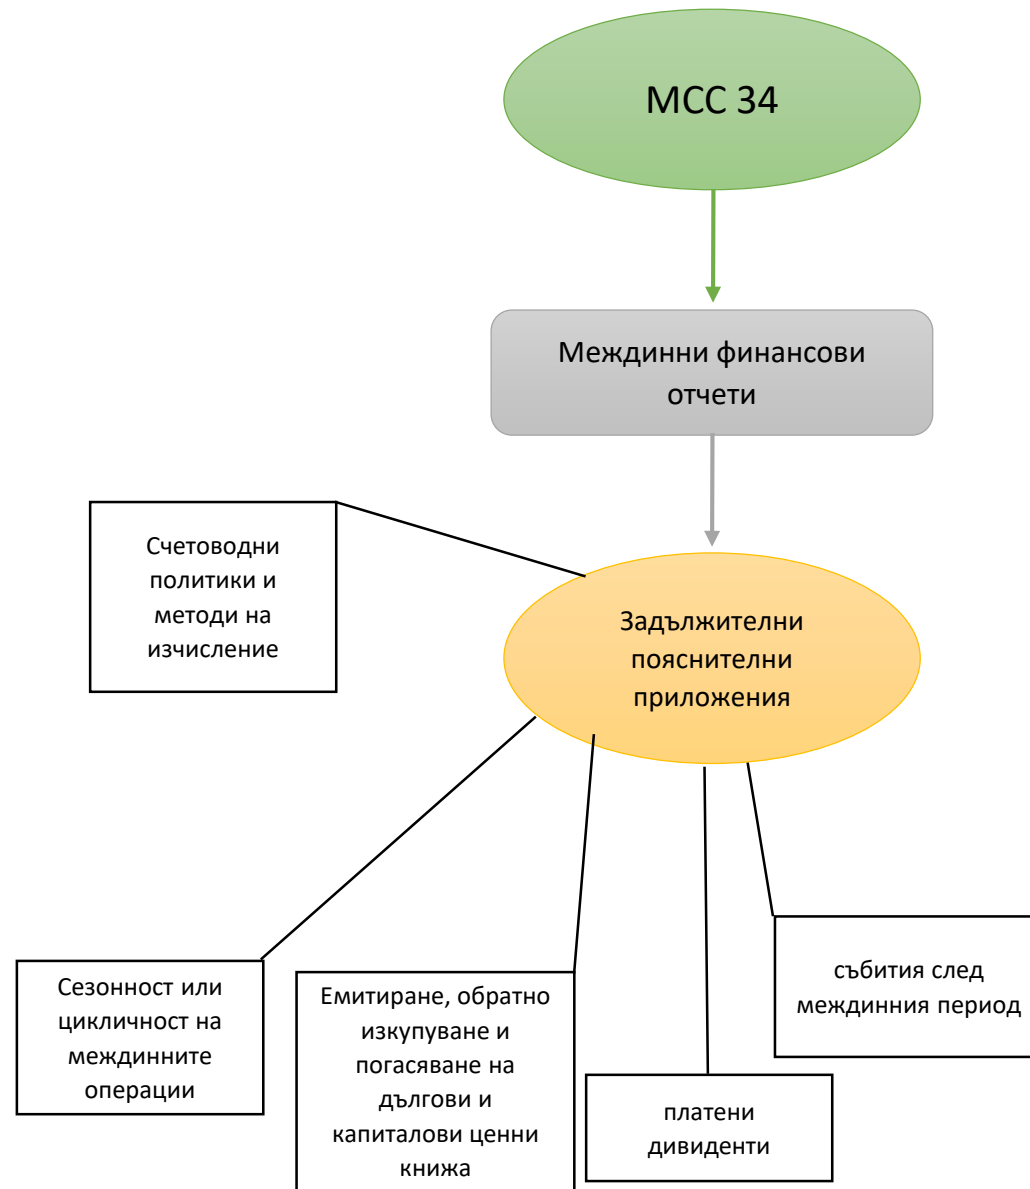 МСС 34
Междинни финансови
отчети
Счетоводни
политики и
методи на
изчисление
Задължителни
пояснителни
приложения
Сезонност или
цикличност на
междинните
операции
Емитиране, обратно
изкупуване и
погасяване на
дългови и
капиталови ценни
книжа
платени
дивиденти
събития след
междинния период